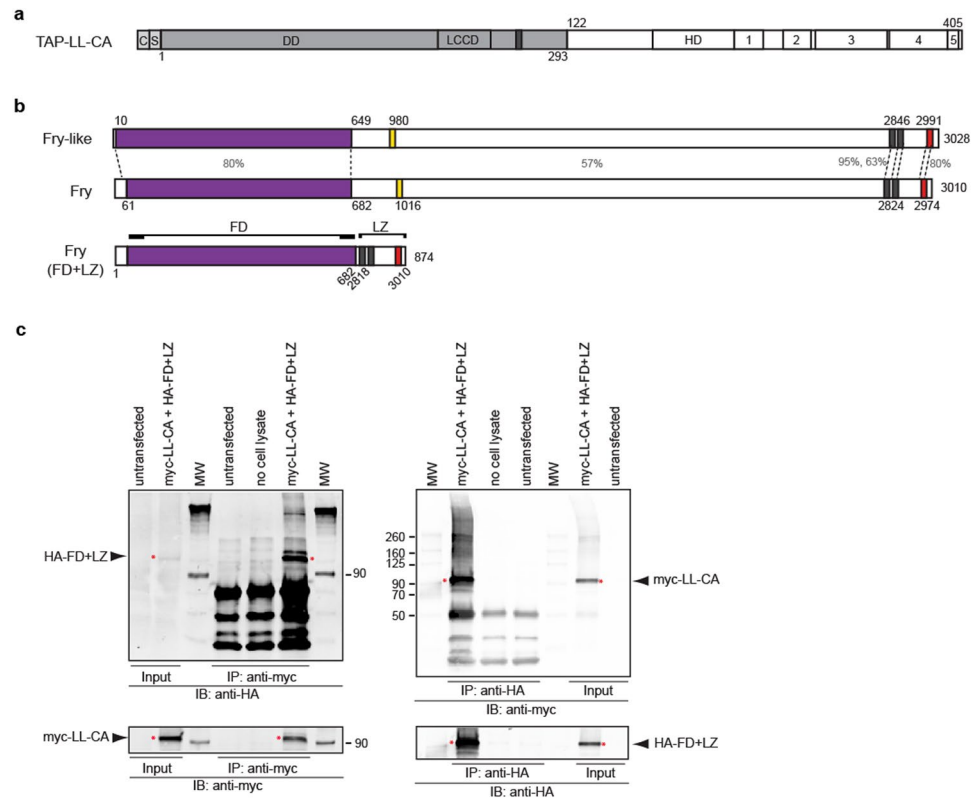 a
122 405
TAP-LL-CA C S DD LCCD HD 1 2 3 4 5
1 293
b
10 649 980 2846 2991
Fry-like 3028
80% 57% 95%, 63% 80%
Fry 3010
61 682 1016 2824 2974
FD LZ
Fry
(FD+LZ) 874
1 682 2818 3010
c
untransfected
myc-LL-CA + HA-FD+LZ
MW
untransfected
no cell lysate
myc-LL-CA + HA-FD+LZ
MW
HA-FD+LZ
90
Input IP: anti-myc
IB: anti-HA
myc-LL-CA 90
Input IP: anti-myc
IB: anti-myc
MW
myc-LL-CA + HA-FD+LZ
no cell lysate
untransfected
MW
myc-LL-CA + HA-FD+LZ
untransfected
260
160
125
90
70
50
myc-LL-CA
IP: anti-HA Input
IB: anti-myc
HA-FD+LZ
IP: anti-HA Input
IB: anti-HA